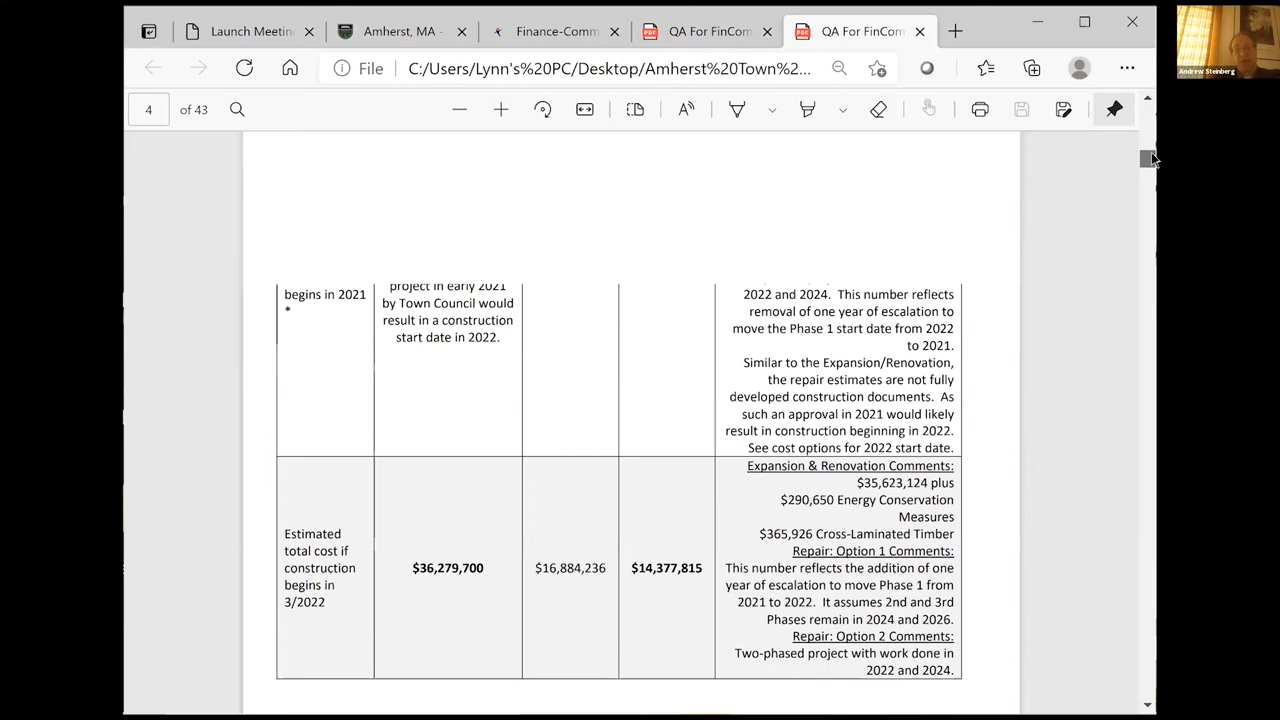 Launch Meetin
Amherst, MA -
Finance-Comm
QA For FinCom
QA For FinCom
File
C:/Users/Lynn's%20PC/Desktop/Amherst%20Town%2...
4
of 43
Andrew Steinberg
begins in 2021
*
project in early 2021
by Town Council would
result in a construction
start date in 2022.
2022 and 2024. This number reflects
removal of one year of escalation to
move the Phase 1 start date from 2022
to 2021.
Similar to the Expansion/Renovation,
the repair estimates are not fully
developed construction documents. As
such an approval in 2021 would likely
result in construction beginning in 2022.
See cost options for 2022 start date.
Estimated
total cost if
construction
begins in
3/2022
$36,279,700
$16,884,236
$14,377,815
Expansion & Renovation Comments:
$35,623,124 plus
$290,650 Energy Conservation
Measures
$365,926 Cross-Laminated Timber
Repair: Option 1 Comments:
This number reflects the addition of one
year of escalation to move Phase 1 from
2021 to 2022. It assumes 2nd and 3rd
Phases remain in 2024 and 2026.
Repair: Option 2 Comments:
Two-phased project with work done in
2022 and 2024.